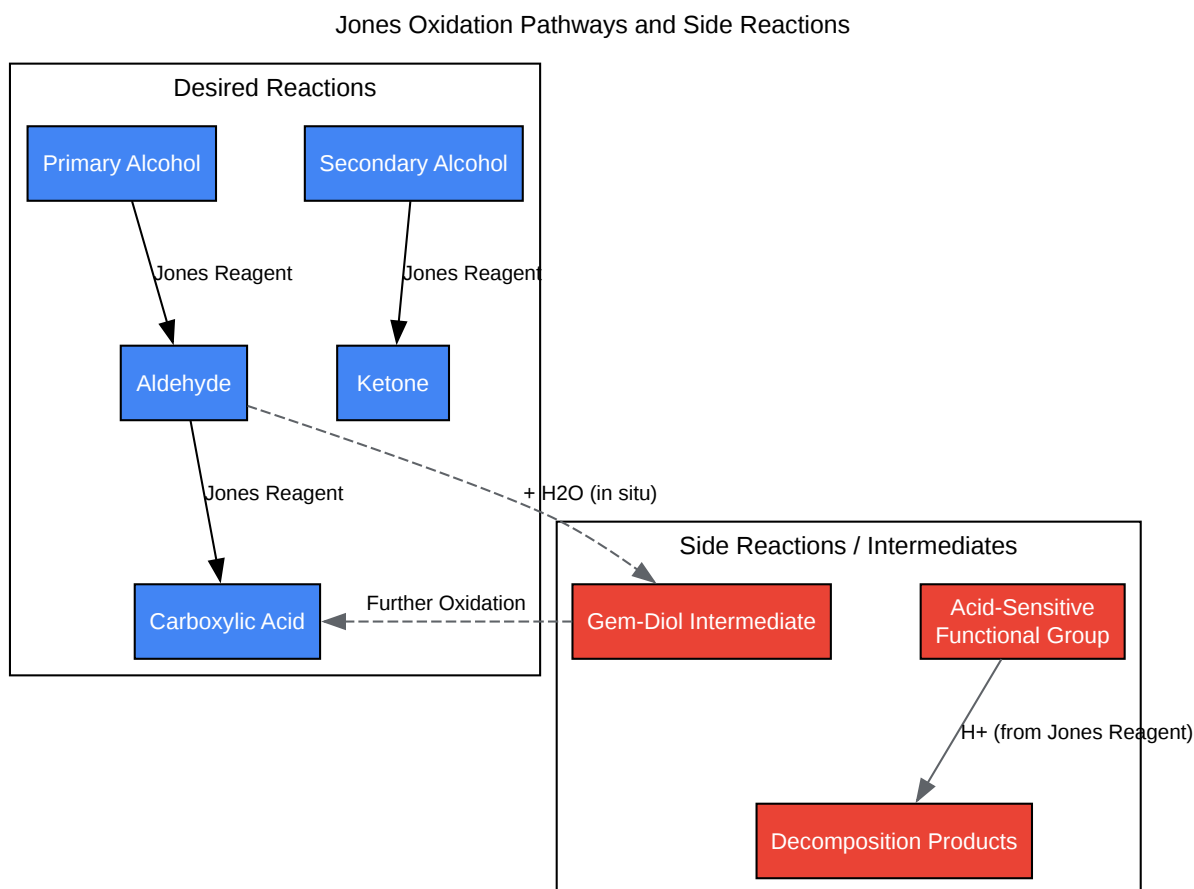 Jones Oxidation Pathways and Side Reactions
Desired Reactions
Primary Alcohol
Secondary Alcohol
Jones Reagent
Jones Reagent
Aldehyde
Ketone
Jones Reagent
+ H2O (in situ)
Side Reactions / Intermediates
Carboxylic Acid
Further Oxidation
Gem-Diol Intermediate
Acid-Sensitive
Functional Group
H+ (from Jones Reagent)
Decomposition Products